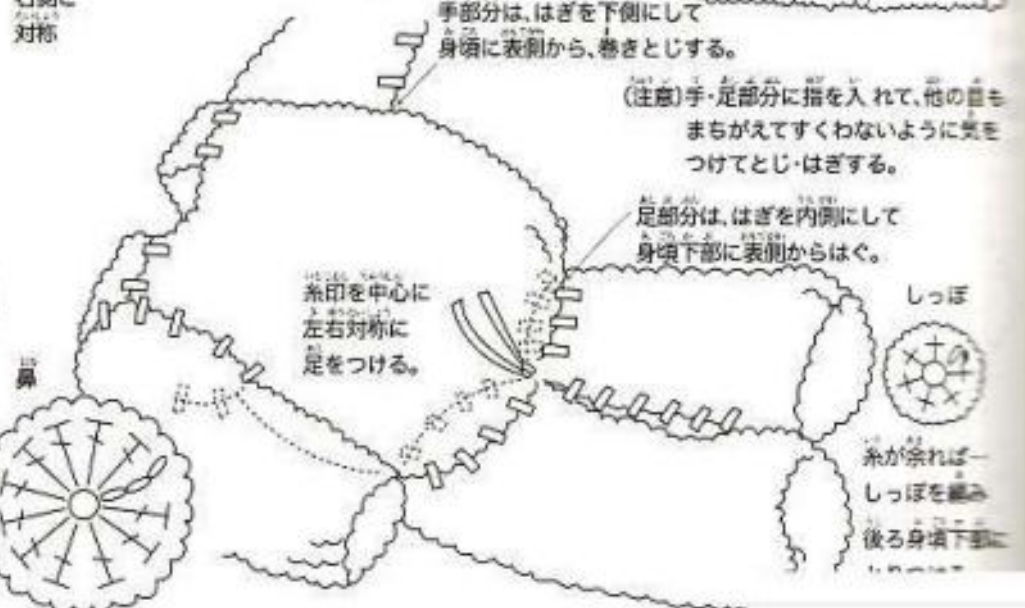 対称
手部分は、はぎを下側にして
身頃に表側から、巻きとじする。
(注意)手・足部分に指を入れて、他の目も
まちがえてすくわないように気を
つけてとじ・はぎする。
足部分は、はぎを内側にして
身頃下部に表側からはぐ。
糸印を中心に
左右対称に
足をつける。
しっぽ
鼻
糸が余れば
しっぽを編み
後ろ身頃下部に